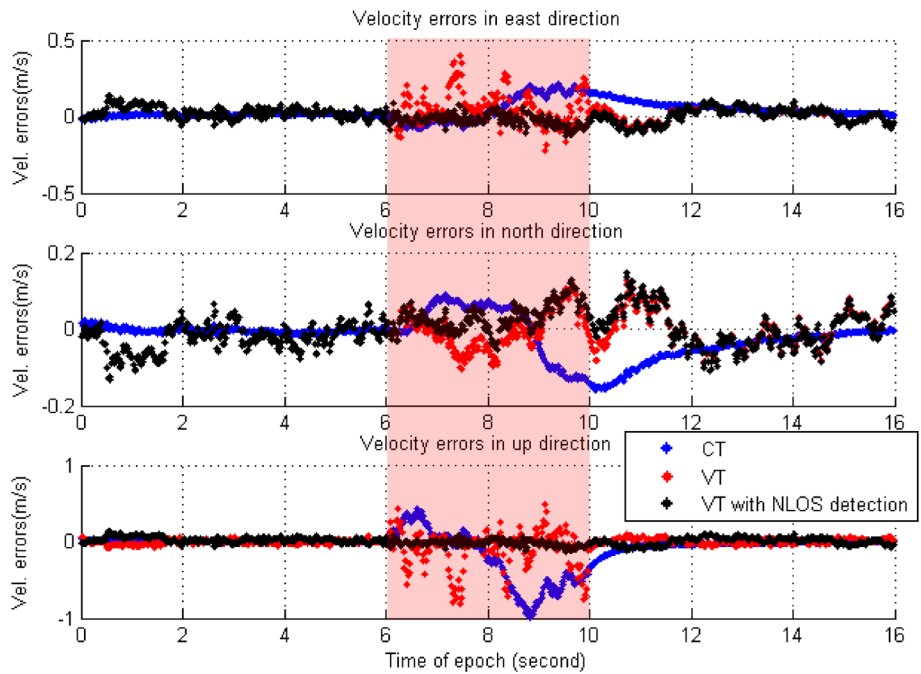 Velocity errors in east direction
Vel. errors(m/s)
0.5
0
-0.5
0 2 4 6 8 10 12 14 16
Velocity errors in north direction
Vel. errors(m/s)
0.2
0
-0.2
0 2 4 6 8 10 12 14 16
Velocity errors in up direction
Vel. errors(m/s)
1
0
-1
0 2 4 6 8 10 12 14 16
Time of epoch (second)
CT
VT
VT with NLOS detection